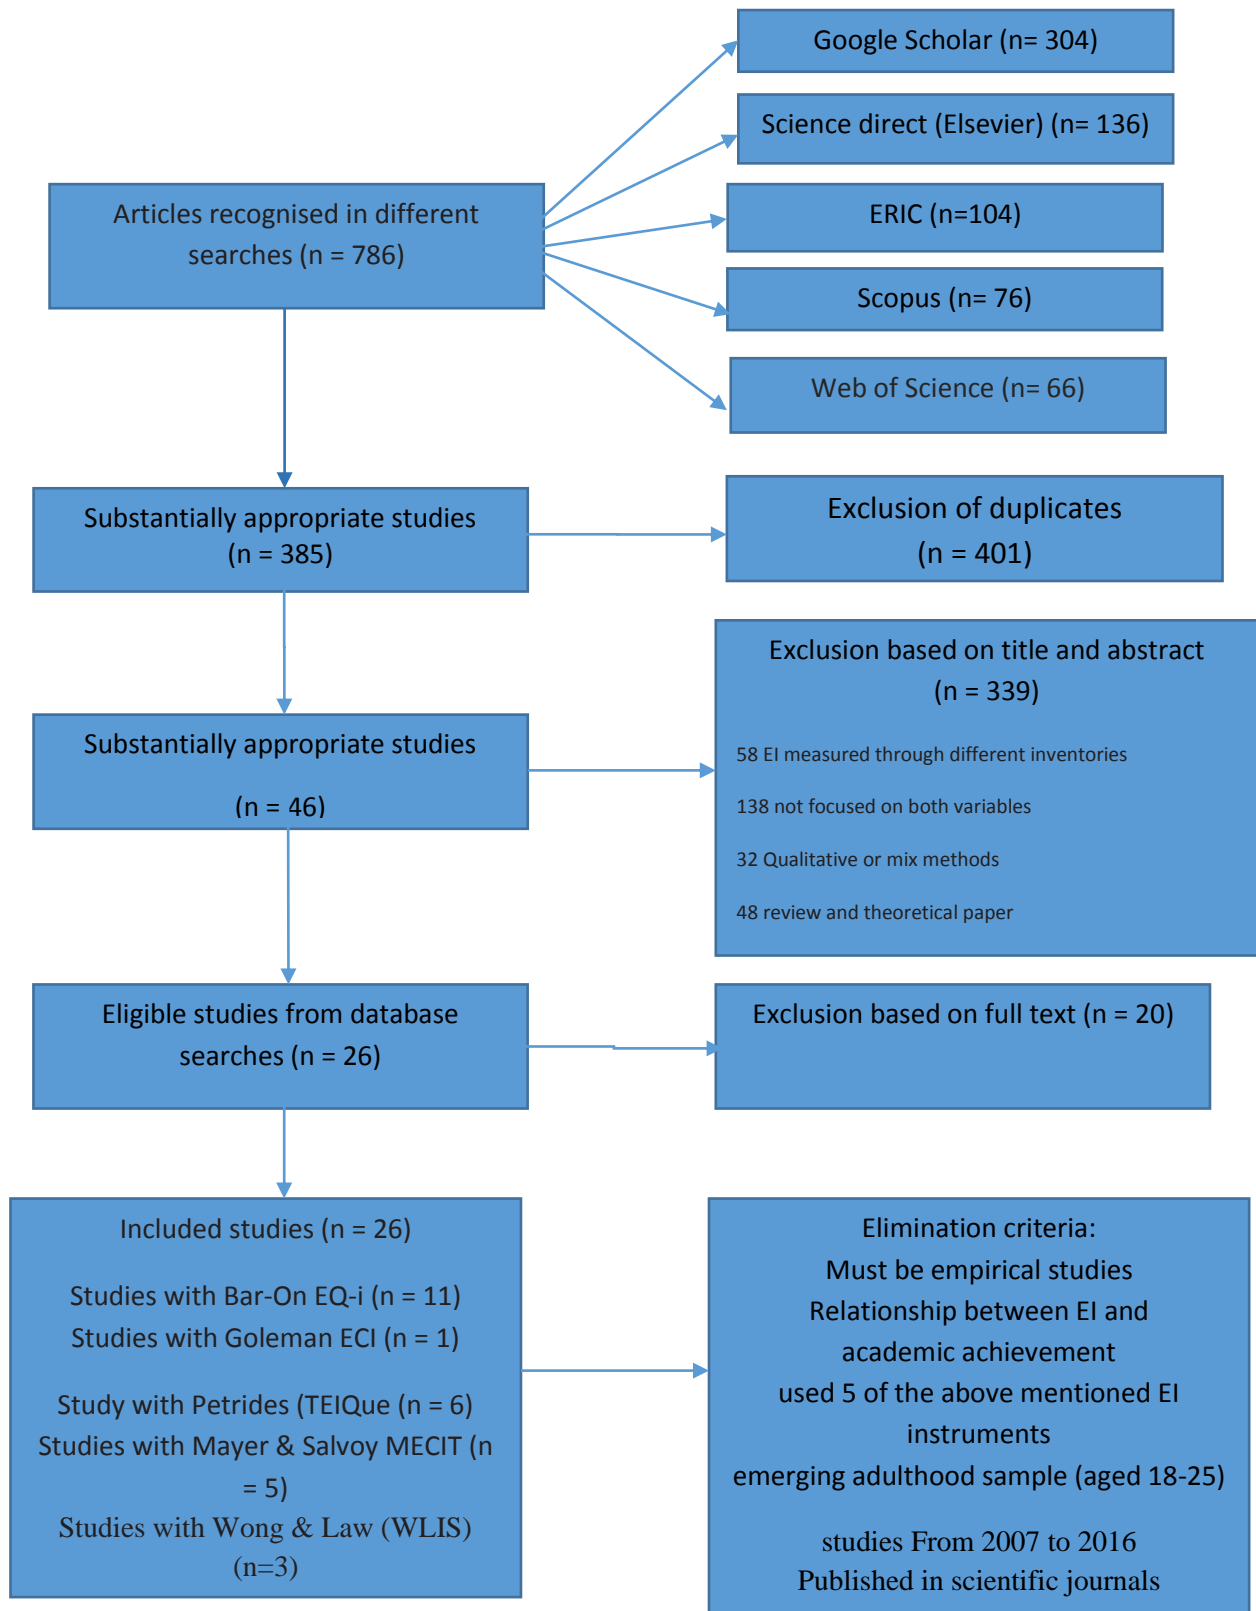 Google Scholar (n= 304)
Science direct (Elsevier) (n= 136)
Articles recognised in different
searches (n = 786)
ERIC (n=104)
Scopus (n= 76)
Web of Science (n= 66)
Substantially appropriate studies
(n = 385)
Exclusion of duplicates
(n = 401)
Substantially appropriate studies
(n = 46)
Exclusion based on title and abstract
(n = 339)
58 EI measured through different inventories
138 not focused on both variables
32 Qualitative or mix methods
48 review and theoretical paper
Eligible studies from database
searches (n = 26)
Exclusion based on full text (n = 20)
Included studies (n = 26)
Studies with Bar-On EQ-i (n = 11)
Studies with Goleman ECI (n = 1)
Study with Petrides (TEIQue (n = 6)
Studies with Mayer & Salvoy MECIT (n
= 5)
Studies with Wong & Law (WLIS)
(n=3)
Elimination criteria:
Must be empirical studies
Relationship between EI and
academic achievement
used 5 of the above mentioned EI
instruments
emerging adulthood sample (aged 18-25)
studies From 2007 to 2016
Published in scientific journals